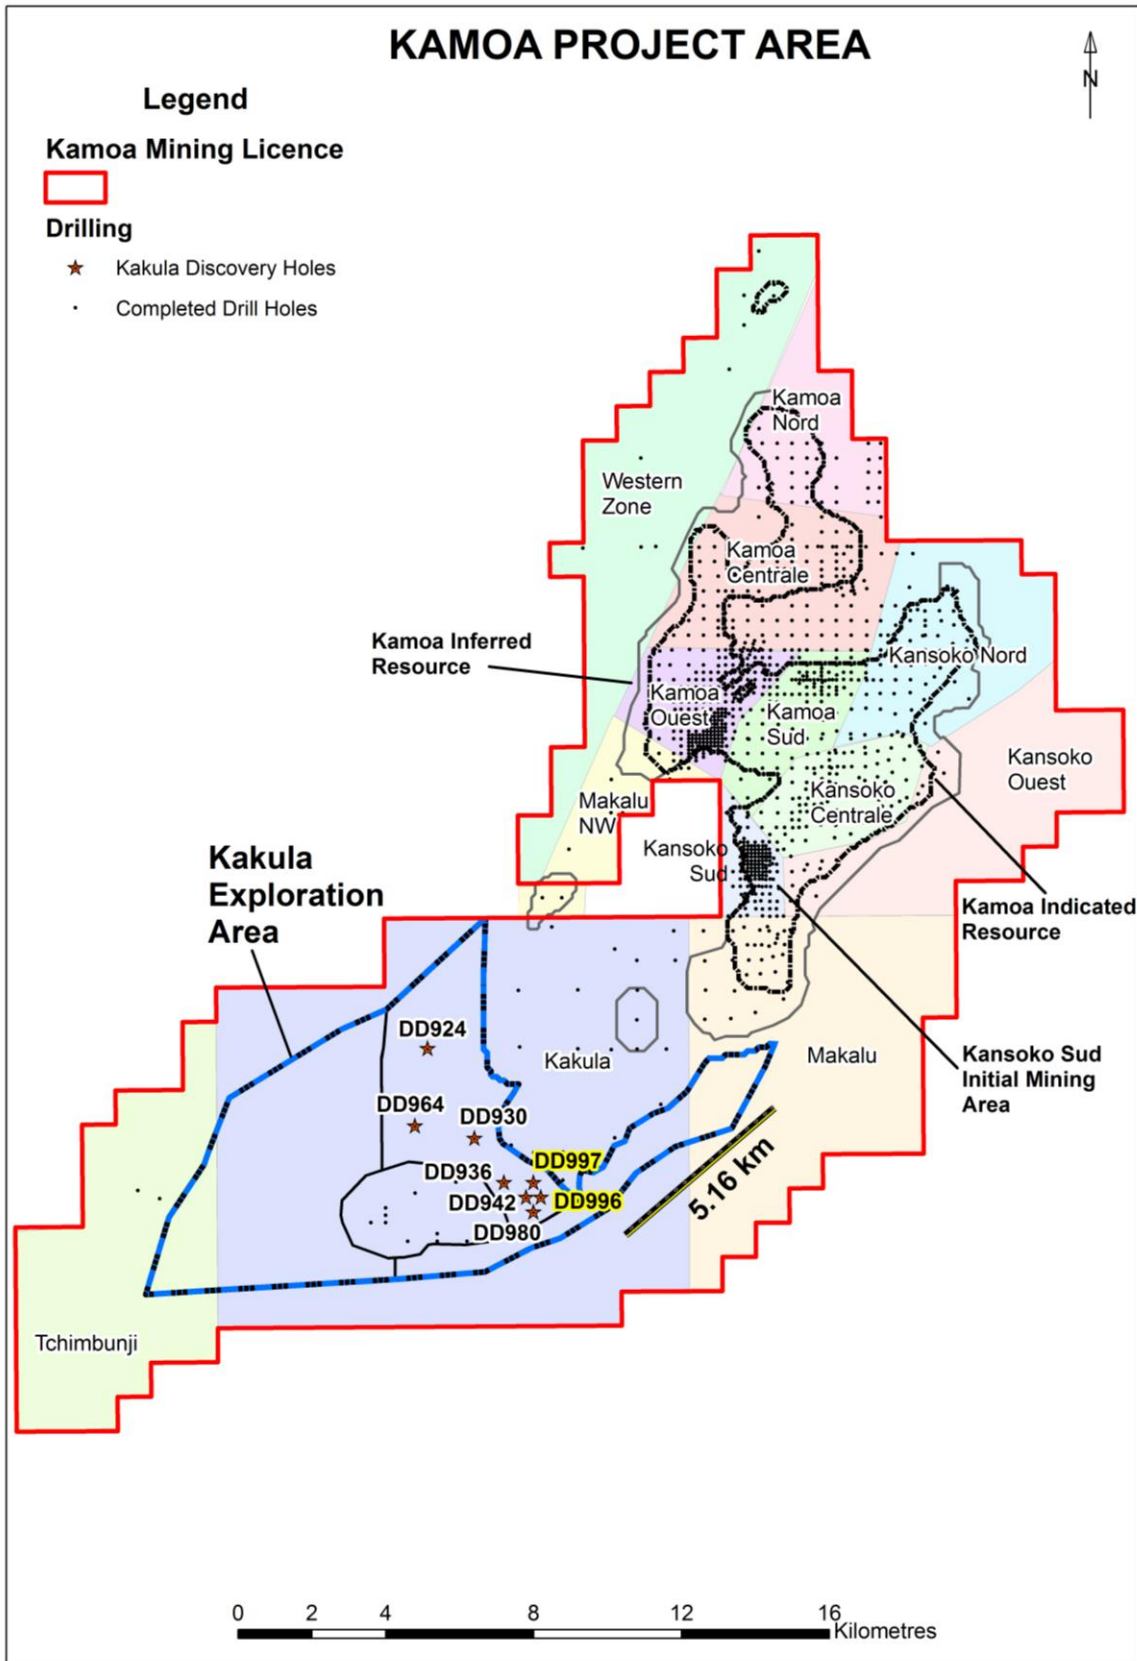 KAMOA PROJECT AREA
N
Legend
Kamoa Mining Licence
Drilling
Kakula Discovery Holes
Completed Drill Holes
Kamoa
Nord
Western
Zone
Kamoa
Centrale
Kamoa Inferred
Resource
Kansoko Nord
Kamoa
Ouest
Kamoa
Sud
Kansoko
Ouest
Makalu
NW
Kansoko
Centrale
Kansoko
Sud
Kakula
Exploration
Area
Kamoa Indicated
Resource
DD924
Kakula
Makalu
Kansoko Sud
Initial Mining
Area
DD964
DD930
DD997
DD936
DD942
DD996
DD980
5.16 km
Tchimbunji
0 2 4 8 12 16
Kilometres